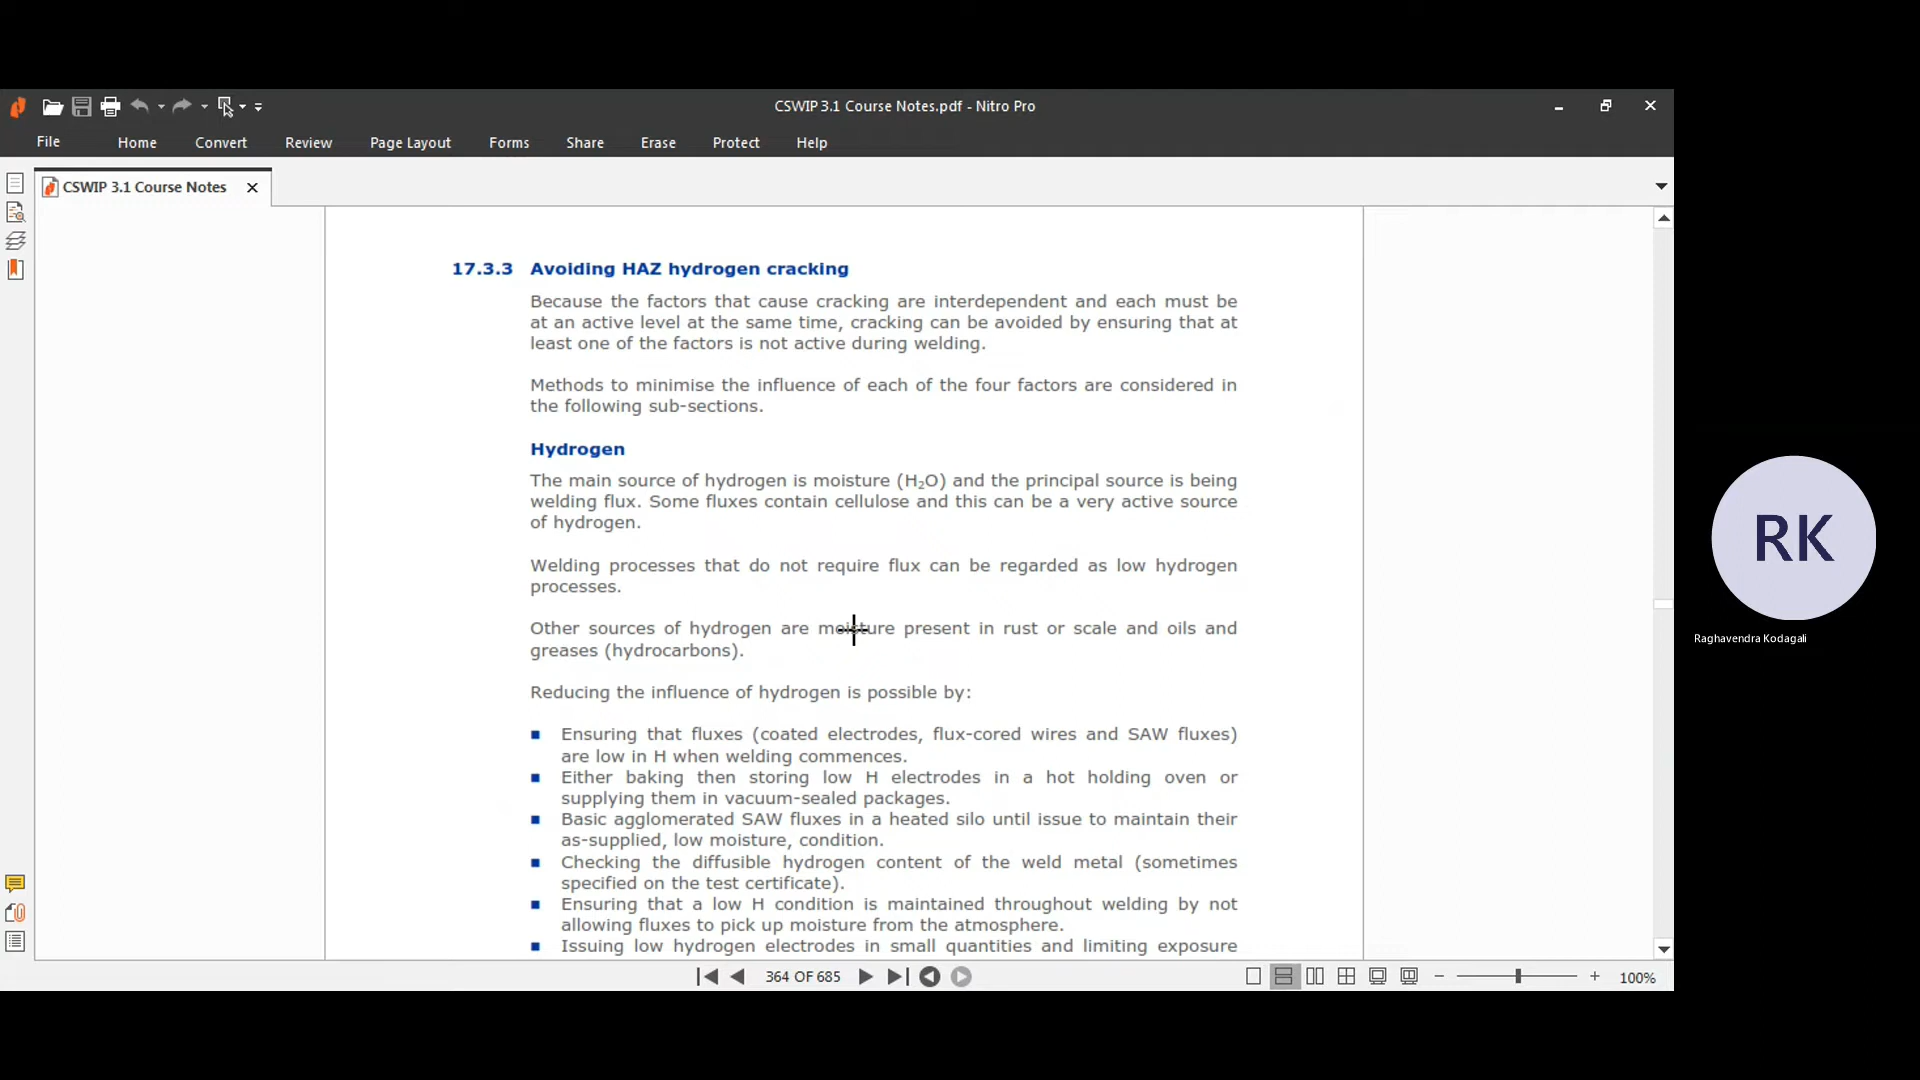 CSWIP 3.1 Course Notes.pdf - Nitro Pro
File Home Convert Review Page Layout Forms Share Erase Protect Help
CSWIP 3.1 Course Notes
17.3.3 Avoiding HAZ hydrogen cracking
Because the factors that cause cracking are interdependent and each must be
at an active level at the same time, cracking can be avoided by ensuring that at
least one of the factors is not active during welding.
Methods to minimise the influence of each of the four factors are considered in
the following sub-sections.
Hydrogen
The main source of hydrogen is moisture (H₂O) and the principal source is being
welding flux. Some fluxes contain cellulose and this can be a very active source
of hydrogen.
Welding processes that do not require flux can be regarded as low hydrogen
processes.
Other sources of hydrogen are moisture present in rust or scale and oils and
greases (hydrocarbons).
Reducing the influence of hydrogen is possible by:
■ Ensuring that fluxes (coated electrodes, flux-cored wires and SAW fluxes)
are low in H when welding commences.
■ Either baking then storing low H electrodes in a hot holding oven or
supplying them in vacuum-sealed packages.
■ Basic agglomerated SAW fluxes in a heated silo until issue to maintain their
as-supplied, low moisture, condition.
■ Checking the diffusible hydrogen content of the weld metal (sometimes
specified on the test certificate).
■ Ensuring that a low H condition is maintained throughout welding by not
allowing fluxes to pick up moisture from the atmosphere.
■ Issuing low hydrogen electrodes in small quantities and limiting exposure
364 OF 685
100%
RK
Raghavendra Kodagali